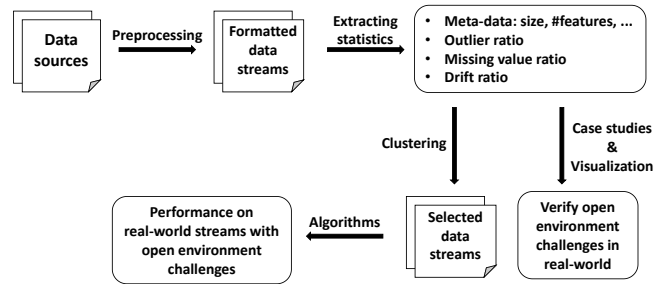 Data
sources
Preprocessing
Formatted
data
streams
Extracting
statistics
• Meta-data: size, #features, ...
• Outlier ratio
• Missing value ratio
• Drift ratio
Clustering
Case studies
&
Visualization
Performance on
real-world streams with
open environment
challenges
Algorithms
Selected
data
streams
Verify open
environment
challenges in
real-world